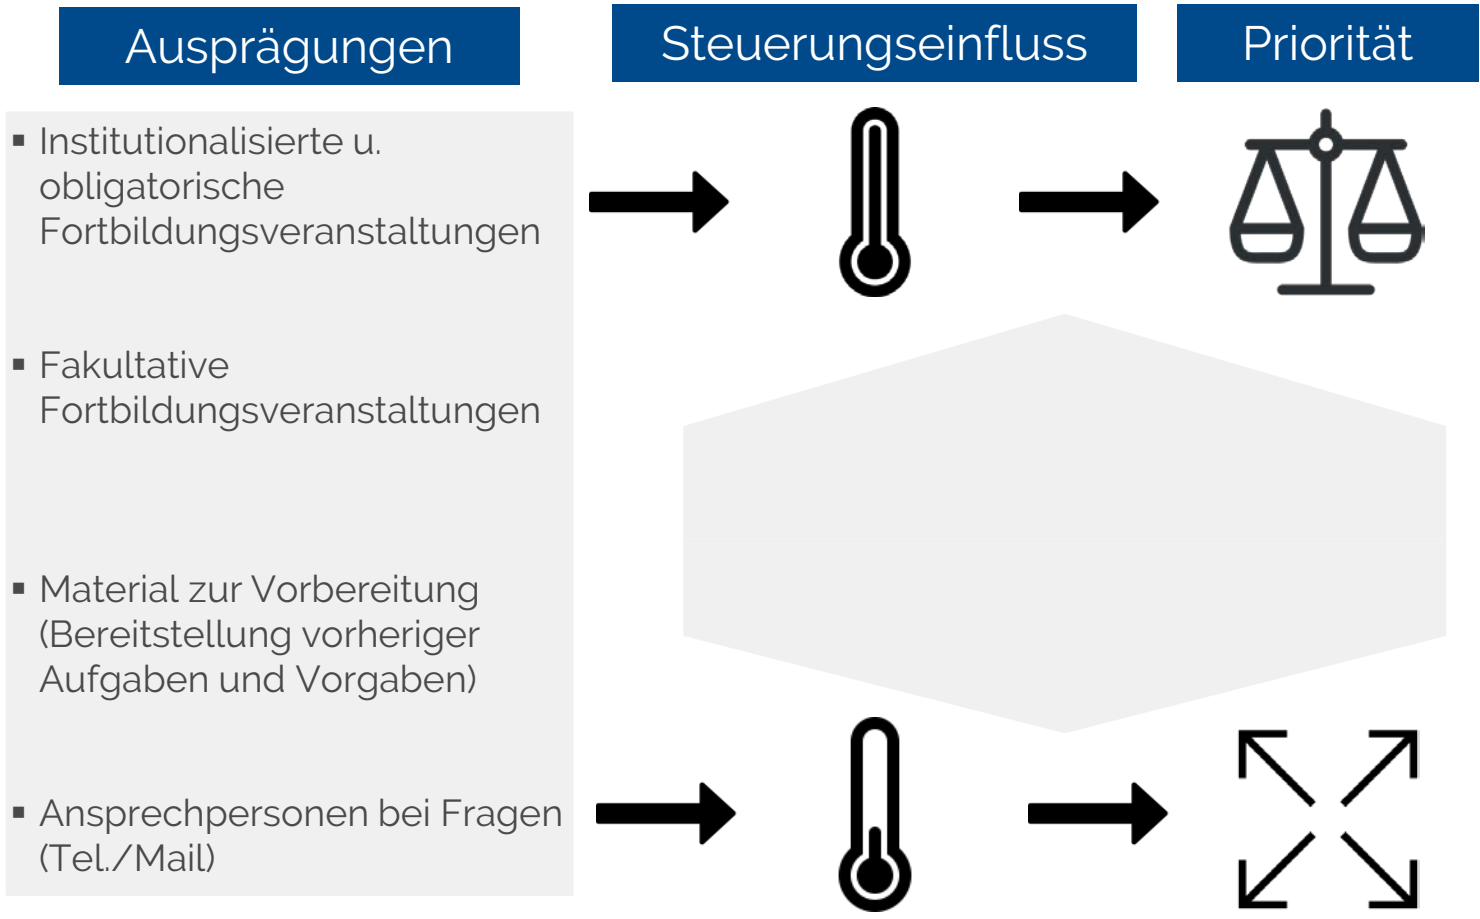 Ausprägungen
Steuerungseinfluss
Priorität
▪ Institutionalisierte u.
obligatorische
Fortbildungsveranstaltungen
▪ Fakultative
Fortbildungsveranstaltungen
▪ Material zur Vorbereitung
(Bereitstellung vorheriger
Aufgaben und Vorgaben)
▪ Ansprechpersonen bei Fragen
(Tel./Mail)